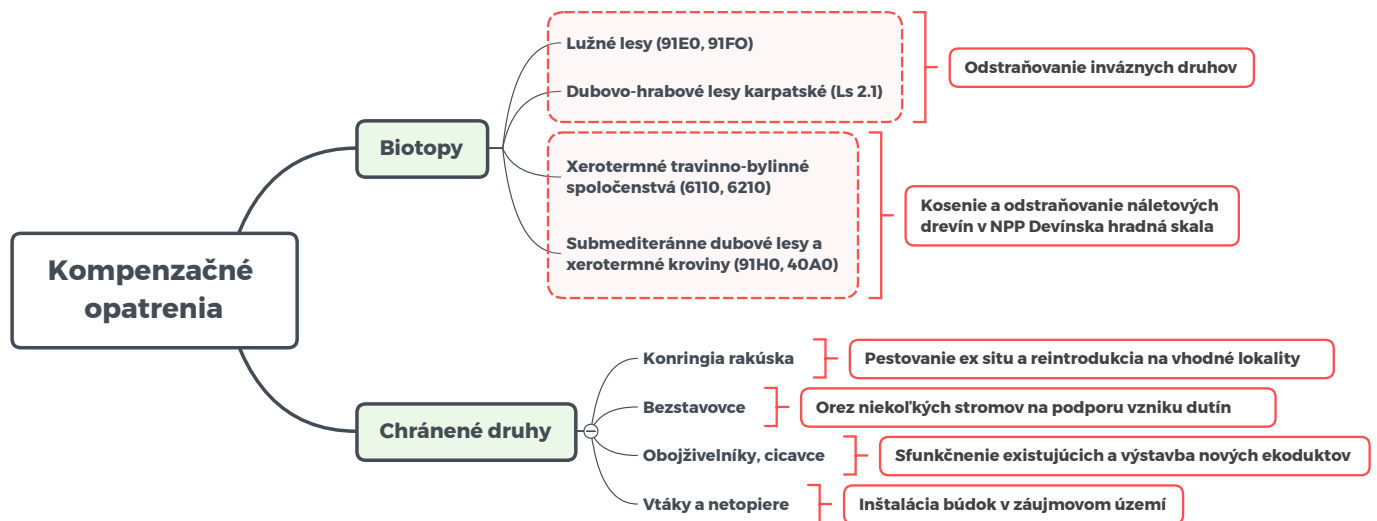 Kompenzačné
opatrenia
Biotopy
Lužné lesy (91E0, 91FO)
Dubovo-hrabové lesy karpatské (Ls 2.1)
Odstraňovanie inváznych druhov
Xerotermné travinno-bylinné
spoločenstvá (6110, 6210)
Submediteránne dubové lesy a
xerotermné kroviny (91H0, 40A0)
Kosenie a odstraňovanie náletových
drevín v NPP Devínska hradná skala
Chránené druhy
Konringia rakúska
Pestovanie ex situ a reintrodukcia na vhodné lokality
Bezstavovce
Orez niekoľkých stromov na podporu vzniku dutín
Obojživelníky, cicavce
Sfunkčnenie existujúcich a výstavba nových ekoduktov
Vtáky a netopiere
Inštalácia búdok v záujmovom území